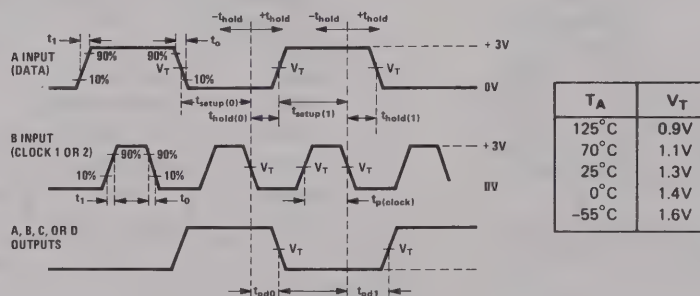 −thold +thold −thold +thold
t1 to
A INPUT
(DATA)
90% 90%
10% VT 10% VT VT
+ 3V
0V
tsetup(0) tsetup(1)
thold(0) thold(1)
B INPUT
(CLOCK 1 OR 2)
90% 90%
10% 10%
t1 t0
VT VT VT
+ 3V
0V
tp(clock)
A, B, C, OR D
OUTPUTS
VT VT
tpd0 tpd1
TA VT
125°C 0.9V
70°C 1.1V
25°C 1.3V
0°C 1.4V
−55°C 1.6V